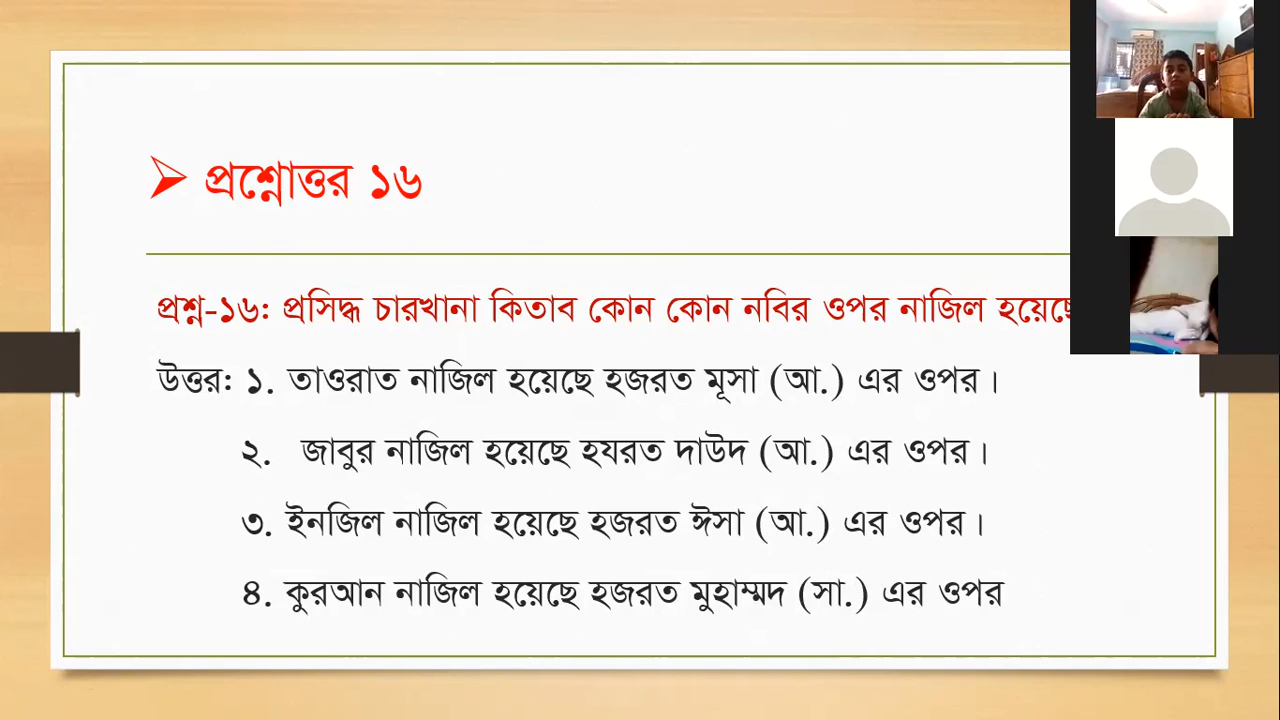 প্রশ্নোত্তর ১৬
প্রশ্ন-১৬: প্রসিদ্ধ চারখানা কিতাব কোন কোন নবির ওপর নাজিল হয়েছে
উত্তর: ১. তাওরাত নাজিল হয়েছে হজরত মূসা (আ.) এর ওপর।
২. জাবুর নাজিল হয়েছে হযরত দাউদ (আ.) এর ওপর।
৩. ইনজিল নাজিল হয়েছে হজরত ঈসা (আ.) এর ওপর।
৪. কুরআন নাজিল হয়েছে হজরত মুহাম্মদ (সা.) এর ওপর